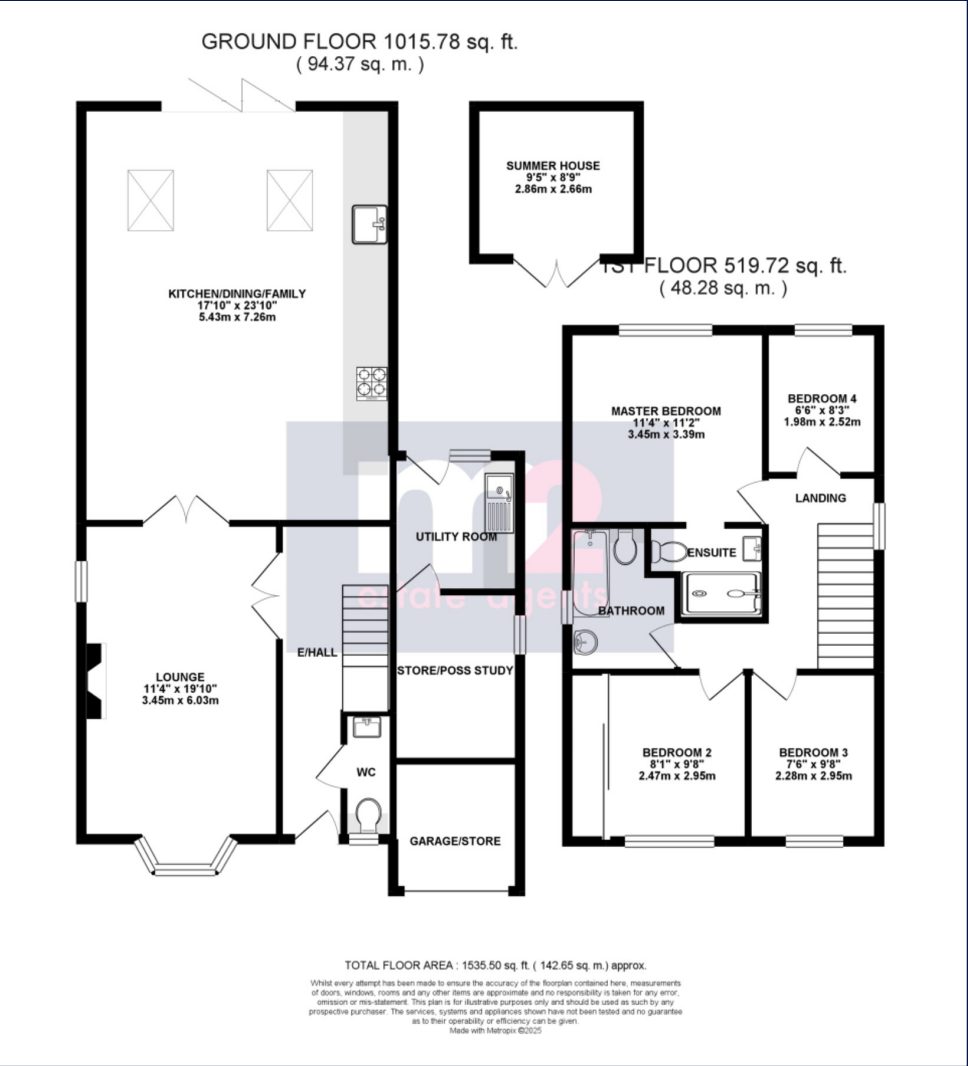 GROUND FLOOR 1015.78 sq. ft.
( 94.37 sq. m. )
SUMMER HOUSE
9'5" x 8'9"
2.86m x 2.66m
KITCHEN/DINING/FAMILY
17'10" x 23'10"
5.43m x 7.26m
UTILITY ROOM
LOUNGE
11'4" x 19'10"
3.45m x 6.03m
E/HALL
STORE/POSS STUDY
WC
GARAGE/STORE
1ST FLOOR 519.72 sq. ft.
( 48.28 sq. m. )
MASTER BEDROOM
11'4" x 11'2"
3.45m x 3.39m
BEDROOM 4
6'6" x 8'3"
1.98m x 2.52m
LANDING
ENSUITE
BATHROOM
BEDROOM 2
8'1" x 9'8"
2.47m x 2.95m
BEDROOM 3
7'6" x 9'8"
2.28m x 2.95m
m2
estate agents
TOTAL FLOOR AREA : 1535.50 sq. ft. ( 142.65 sq. m.) approx.
Whilst every attempt has been made to ensure the accuracy of the floorplan contained here, measurements
of doors, windows, rooms and any other items are approximate and no responsibility is taken for any error,
omission or mis-statement. This plan is for illustrative purposes only and should be used as such by any
prospective purchaser. The services, systems and appliances shown have not been tested and no guarantee
as to their operability or efficiency can be given.
Made with Metropix ©2025